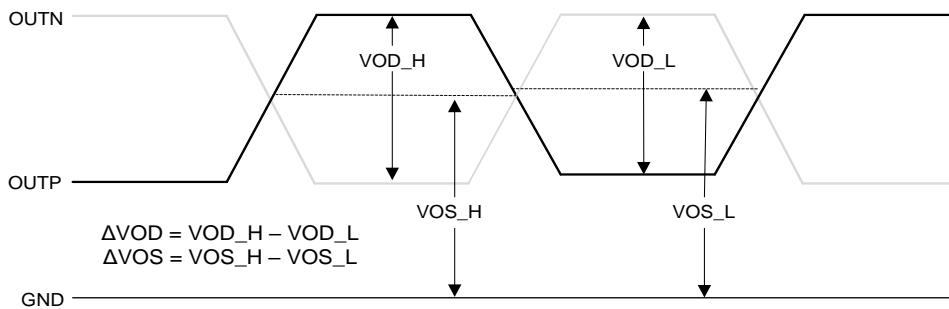 OUTN
VOD_H
VOD_L
OUTP
VOS_H
VOS_L
ΔVOD = VOD_H – VOD_L
ΔVOS = VOS_H – VOS_L
GND